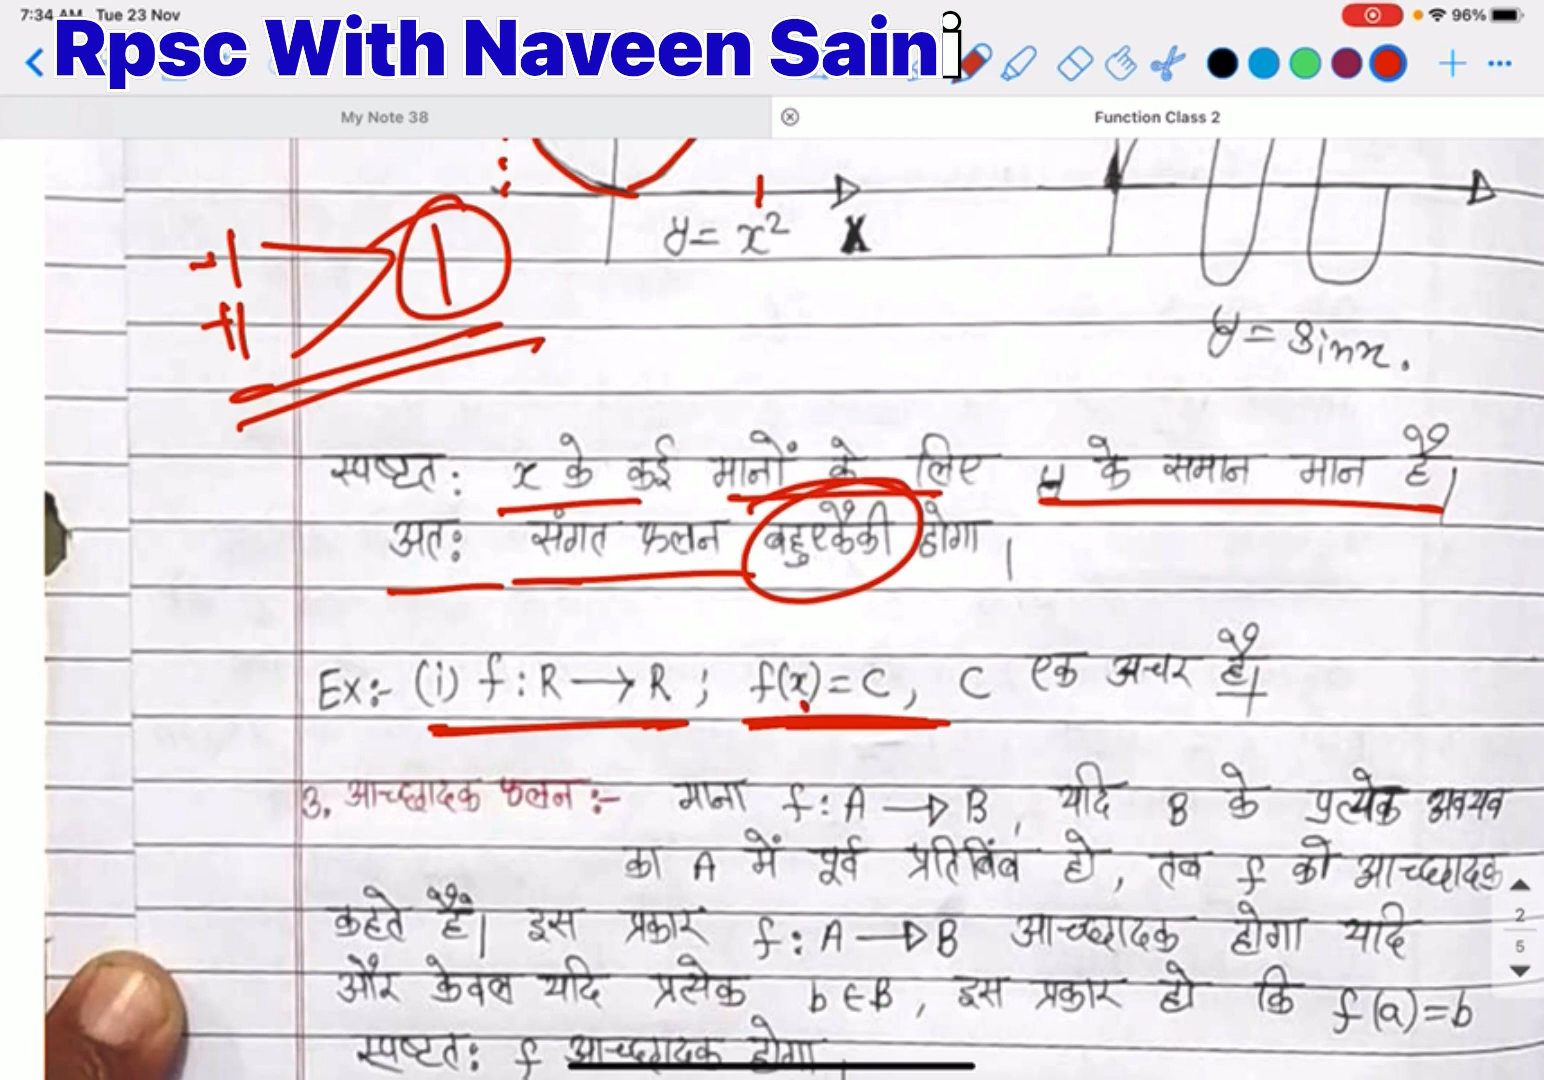 7:34 AM Tue 23 Nov
96%
Rpsc With Naveen Saini
My Note 38
Function Class 2
-1
1
+1
y = x²
X
y = Sinx.
स्पष्टत: x के कई मानों के लिए y के समान मान है।
अत: संगत फलन बहुएकैकी होगा।
Ex:- (i) f : R → R ; f(x) = C, C एक अचर है।
3. आच्छादक फलन :- माना f : A → B, यदि B के प्रत्येक अवयव
का A में पूर्व प्रतिबिंब हो, तब f को आच्छादक
कहते हैं। इस प्रकार f : A → B आच्छादक होगा यदि
और केवल यदि प्रत्येक b ∈ B, इस प्रकार हो कि f(a) = b
स्पष्टत: f आच्छादक होगा
2
5